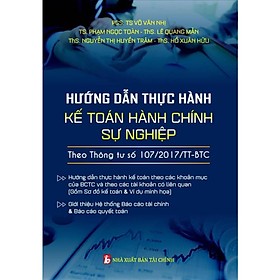 PGS. TS VÕ VĂN NHỊ
TS. PHẠM NGỌC TOÀN - ThS. LÊ QUANG MẪN
ThS. NGUYỄN THỊ HUYỀN TRÂM - ThS. HỒ XUÂN HỮU
HƯỚNG DẪN THỰC HÀNH
KẾ TOÁN HÀNH CHÍNH
SỰ NGHIỆP
Theo Thông tư số 107/2017/TT-BTC
Hướng dẫn thực hành kế toán theo các khoản mục
của BCTC và theo các tài khoản có liên quan
(Gồm Sơ đồ kế toán & Ví dụ minh họa)
Giới thiệu Hệ thống Báo cáo tài chính
& Báo cáo quyết toán
NHÀ XUẤT BẢN TÀI CHÍNH